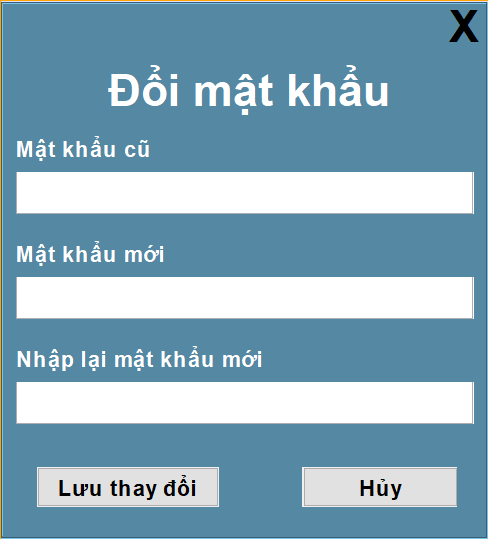 X
Đổi mật khẩu
Mật khẩu cũ
Mật khẩu mới
Nhập lại mật khẩu mới
Lưu thay đổi
Hủy